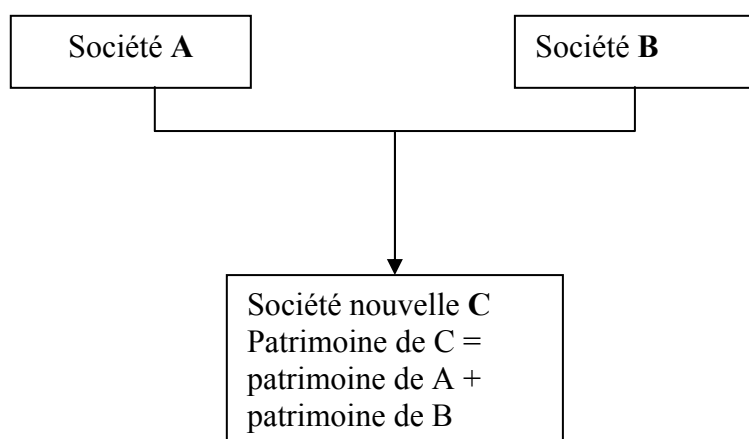 Société A
Société B
Société nouvelle C
Patrimoine de C =
patrimoine de A +
patrimoine de B